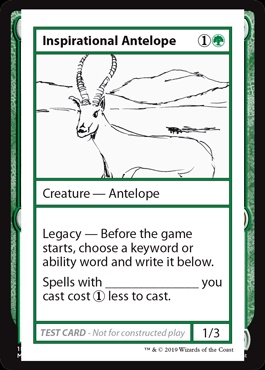 Inspirational Antelope 1
Creature — Antelope
Legacy — Before the game
starts, choose a keyword or
ability word and write it below.
Spells with ______________ you
cast cost 1 less to cast.
TEST CARD - Not for constructed play 1/3
™ & © 2019 Wizards of the Coast